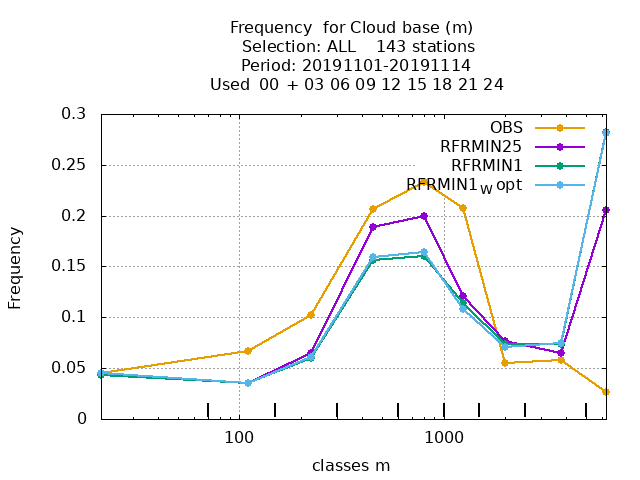 Frequency  for Cloud base (m)
Selection: ALL    143 stations
Period: 20191101-20191114
Used  00 + 03 06 09 12 15 18 21 24
0.3
0.25
0.2
0.15
0.1
0.05
0
Frequency
OBS
RFRMIN25
RFRMIN1
RFRMIN1W opt
100
1000
classes m